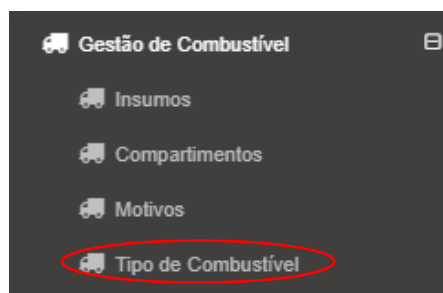 Gestão de Combustível
Insumos
Compartimentos
Motivos
Tipo de Combustível